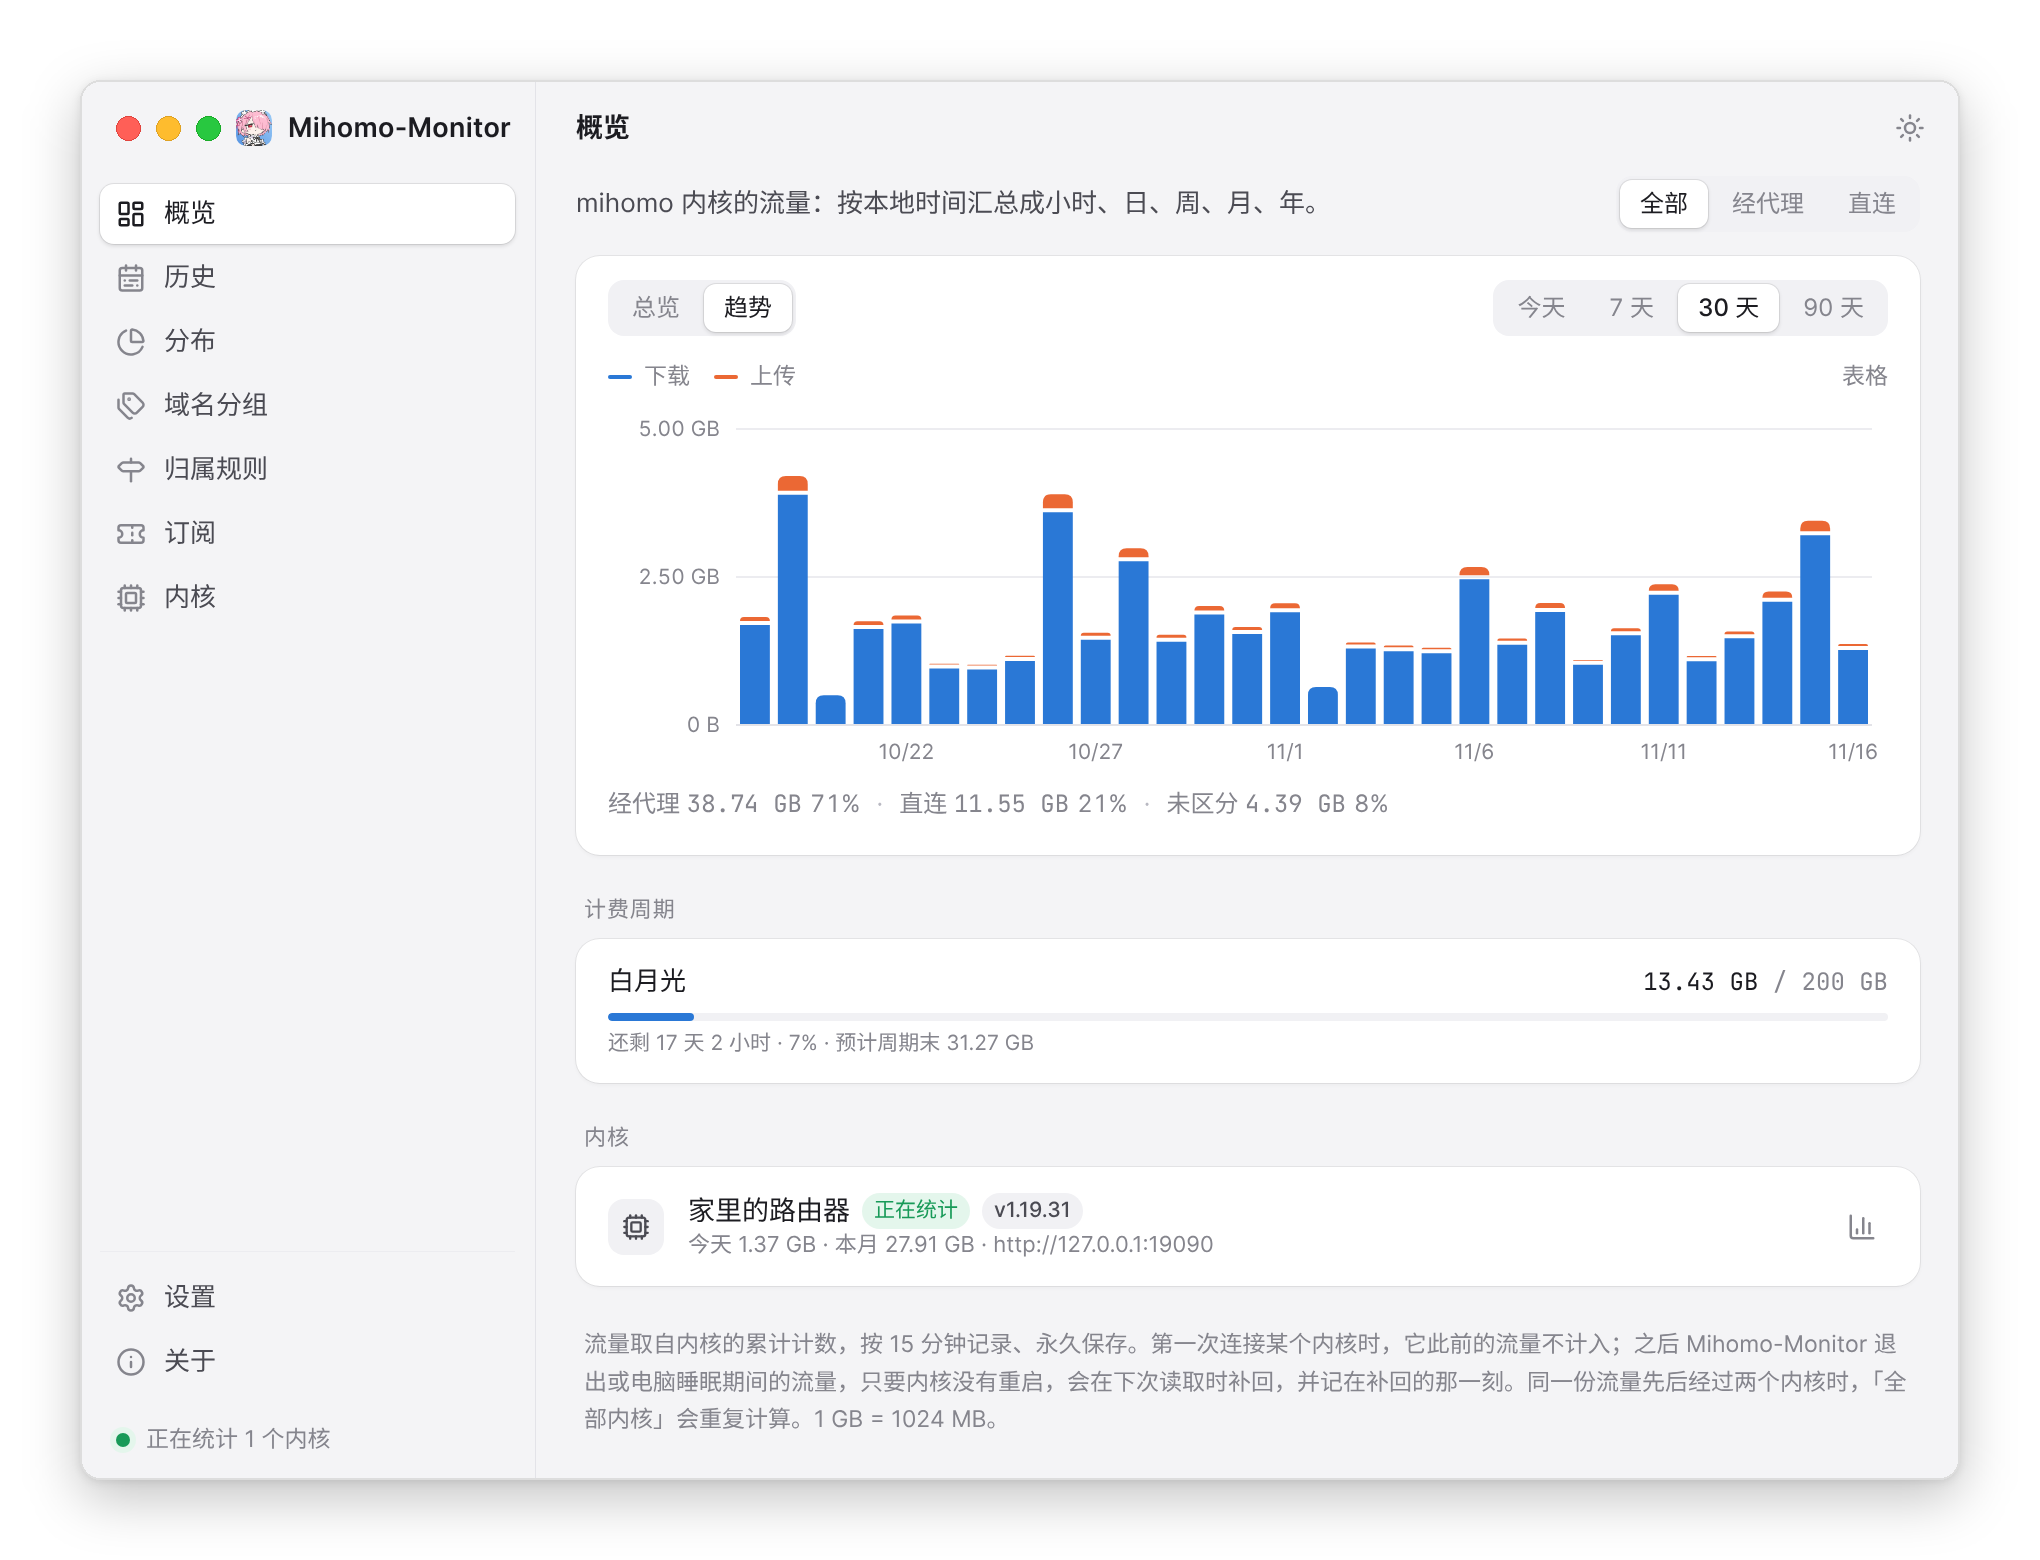 Mihomo-Monitor
概览
历史
分布
域名分组
归属规则
订阅
内核
设置
关于
正在统计 1 个内核
概览
mihomo 内核的流量：按本地时间汇总成小时、日、周、月、年。
全部 经代理 直连
总览 趋势
今天 7 天 30 天 90 天
下载 上传
表格
5.00 GB
2.50 GB
0 B
10/22 10/27 11/1 11/6 11/11 11/16
经代理 38.74 GB 71% · 直连 11.55 GB 21% · 未区分 4.39 GB 8%
计费周期
白月光
13.43 GB / 200 GB
还剩 17 天 2 小时 · 7% · 预计周期末 31.27 GB
内核
家里的路由器 正在统计 v1.19.31
今天 1.37 GB · 本月 27.91 GB · http://127.0.0.1:19090
流量取自内核的累计计数，按 15 分钟记录、永久保存。第一次连接某个内核时，它此前的流量不计入；之后 Mihomo-Monitor 退
出或电脑睡眠期间的流量，只要内核没有重启，会在下次读取时补回，并记在补回的那一刻。同一份流量先后经过两个内核时，「全
部内核」会重复计算。1 GB = 1024 MB。